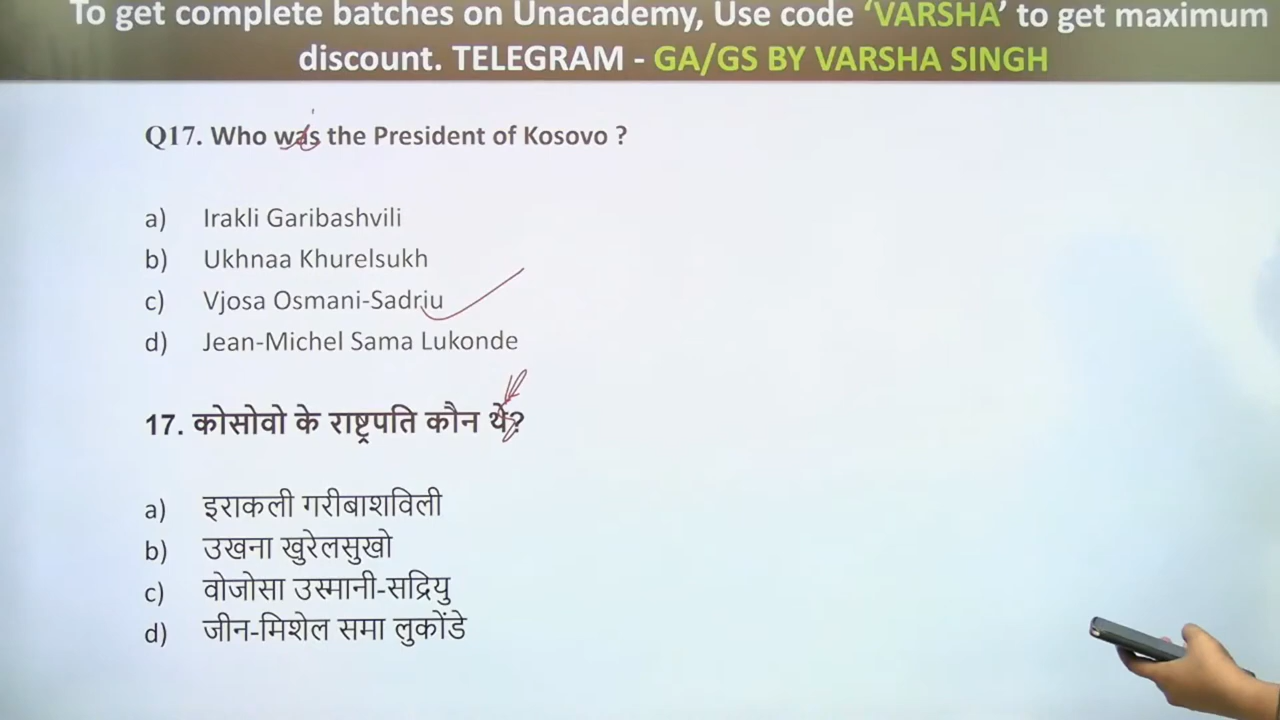 To get complete batches on Unacademy, Use code ‘VARSHA’ to get maximum
discount. TELEGRAM - GA/GS BY VARSHA SINGH
Q17. Who was the President of Kosovo ?
a) Irakli Garibashvili
b) Ukhnaa Khurelsukh
c) Vjosa Osmani-Sadriu
d) Jean-Michel Sama Lukonde
17. कोसोवो के राष्ट्रपति कौन थे?
a) इराकली गरीबाशविली
b) उखना खुरेलसुखो
c) वोजोसा उस्मानी-सद्रियु
d) जीन-मिशेल समा लुकोंडे